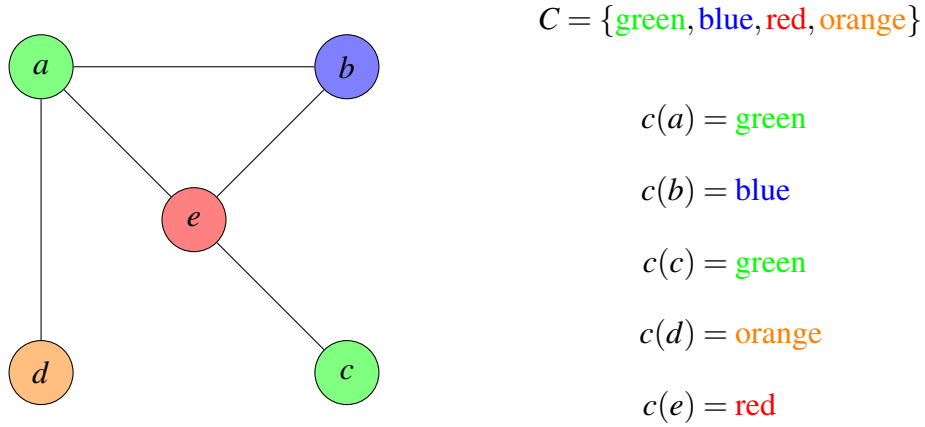 a
b
e
d
c
C = {green, blue, red, orange}
c(a) = green
c(b) = blue
c(c) = green
c(d) = orange
c(e) = red